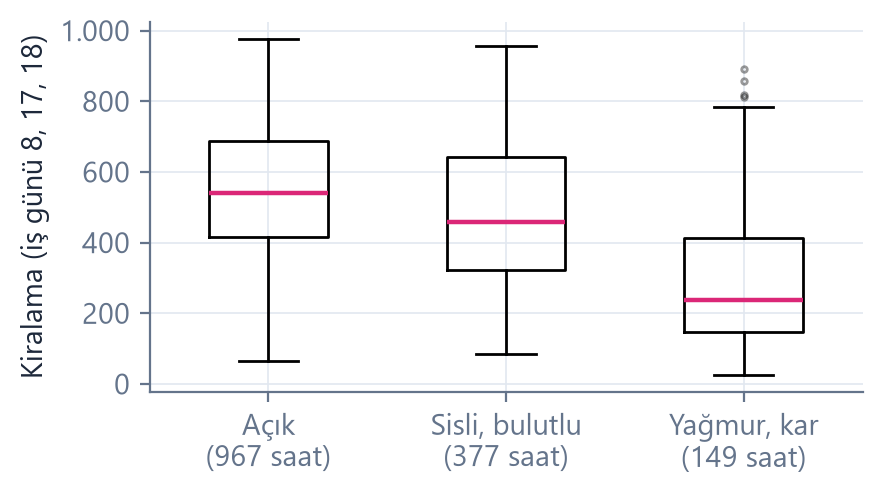 Kiralama (iş günü 8, 17, 18)
1.000
800
600
400
200
0
Açık
(967 saat)
Sisli, bulutlu
(377 saat)
Yağmur, kar
(149 saat)